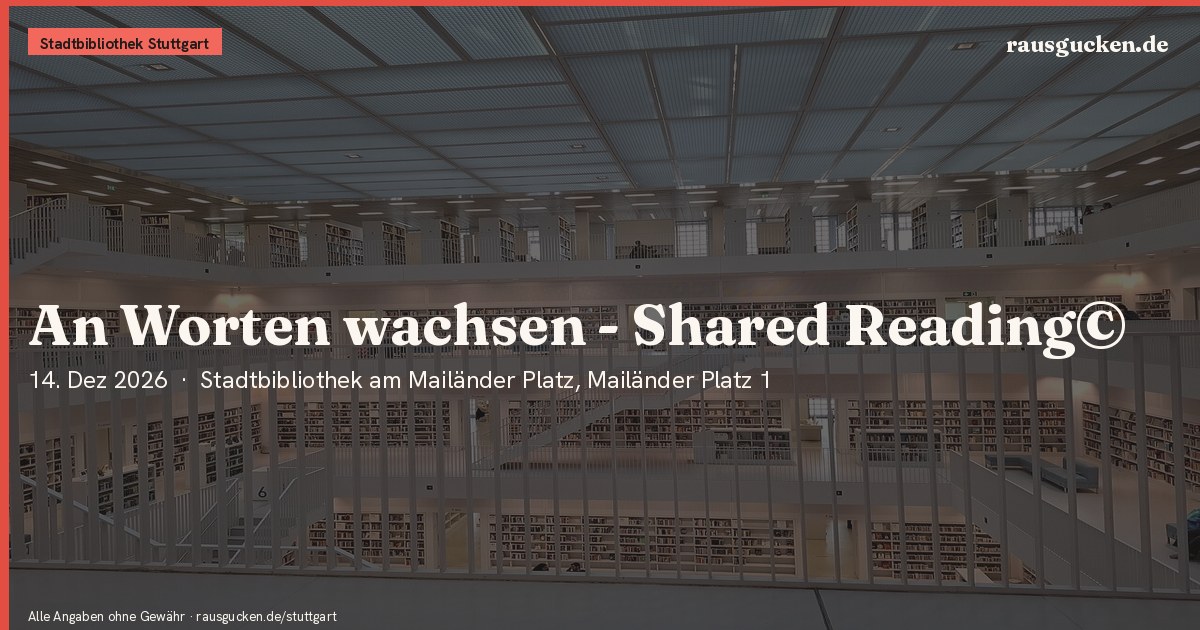 Stadtbibliothek Stuttgart
rausgucken.de
An Worten wachsen - Shared Reading©
14. Dez 2026 · Stadtbibliothek am Mailänder Platz, Mailänder Platz 1
6
Alle Angaben ohne Gewähr · rausgucken.de/stuttgart